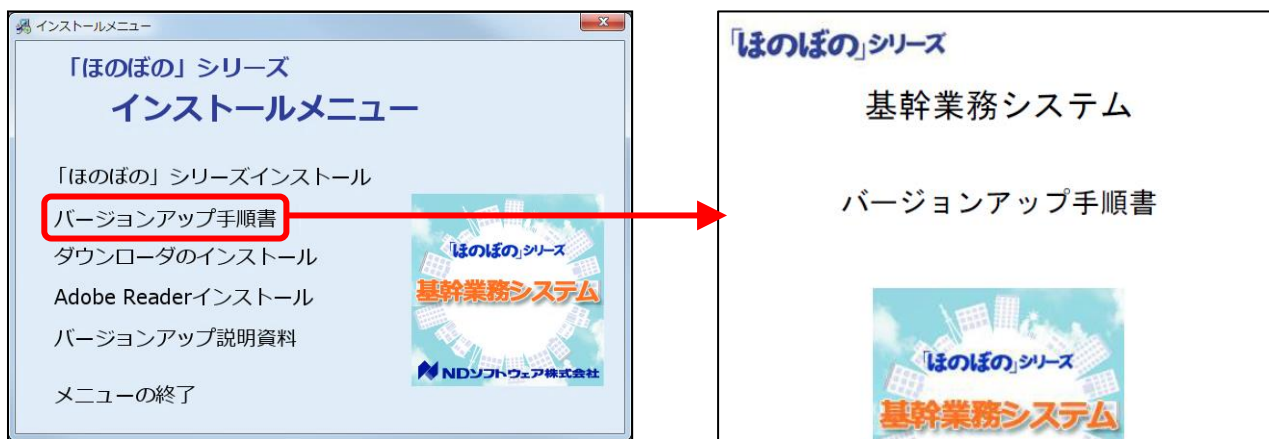 インストールメニュー
「ほのぼの」シリーズ
インストールメニュー
「ほのぼの」シリーズインストール
バージョンアップ手順書
ダウンローダのインストール
Adobe Readerインストール
バージョンアップ説明資料
メニューの終了
「ほのぼの」シリーズ
基幹業務システム
NDソフトウェア株式会社
「ほのぼの」シリーズ
基幹業務システム
バージョンアップ手順書
「ほのぼの」シリーズ
基幹業務システム